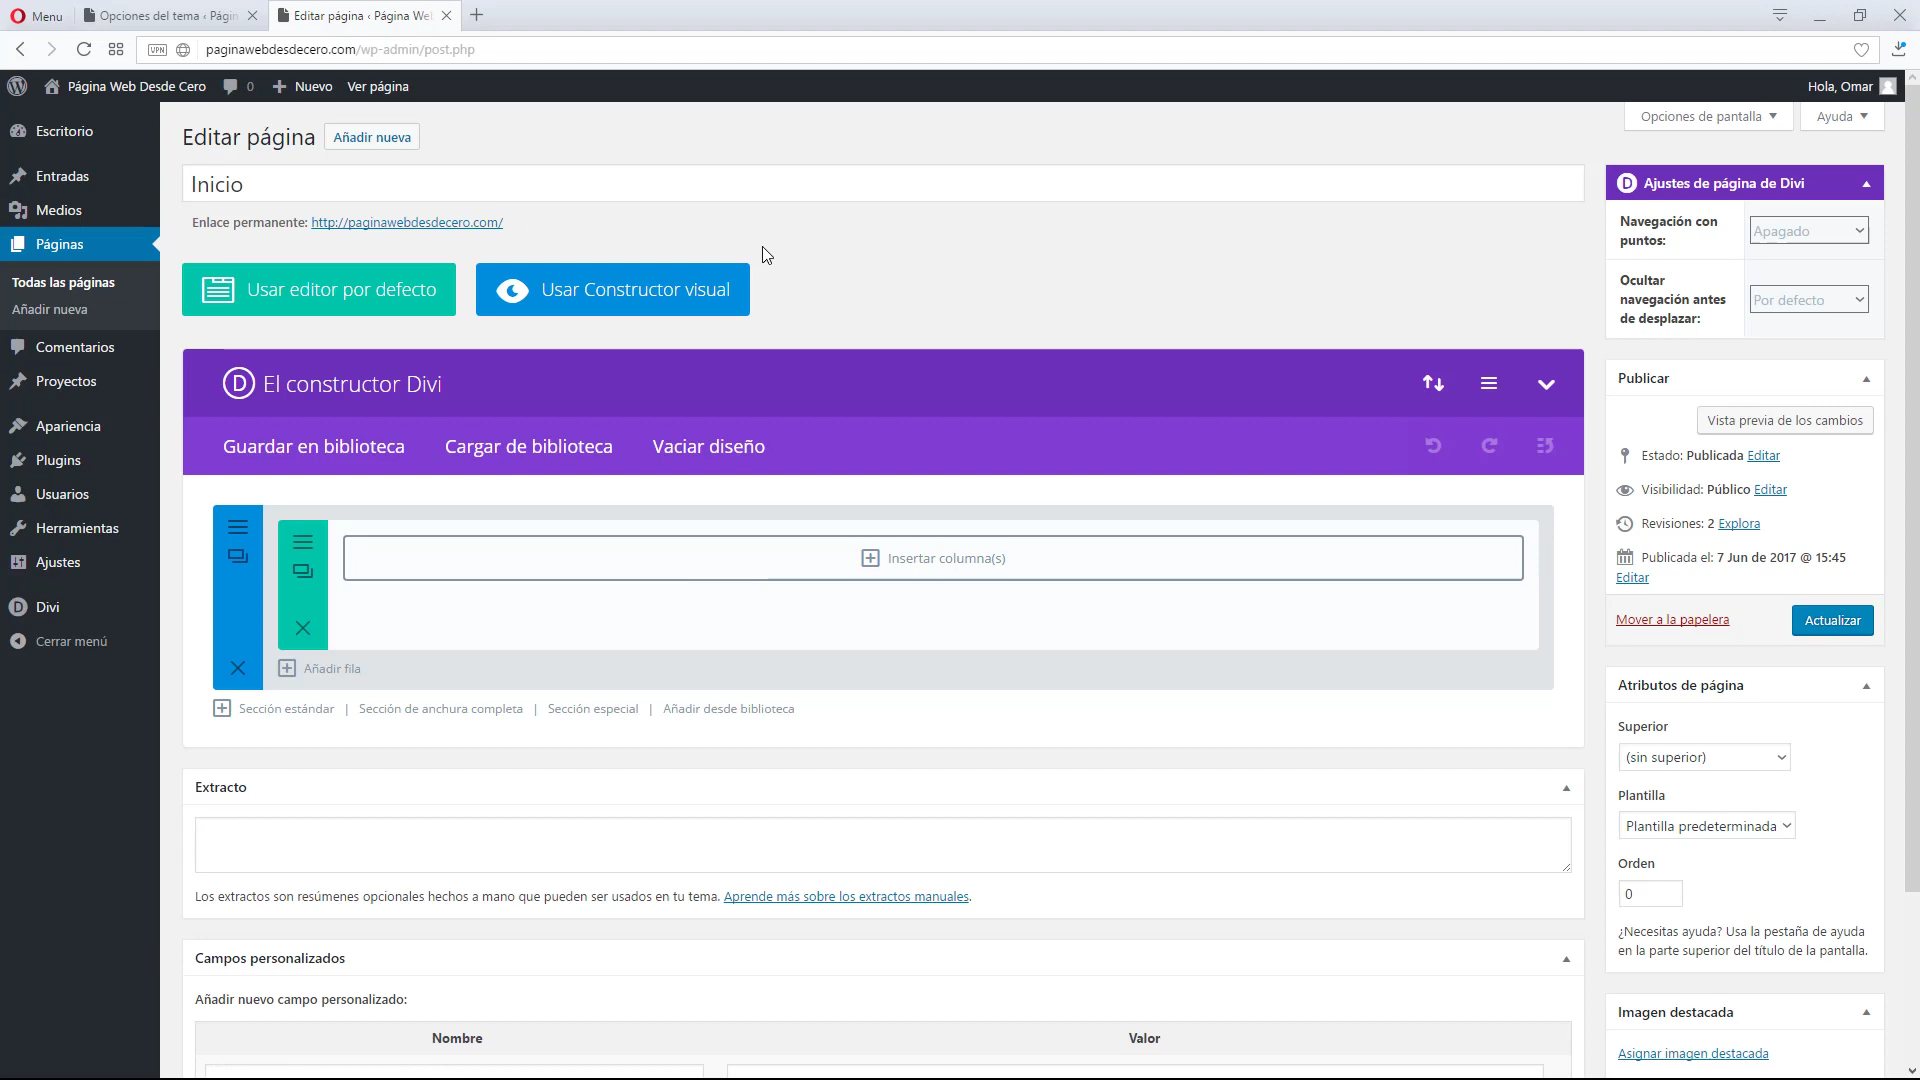 Menu
Opciones del tema ‹ Págin
Editar página ‹ Página We
VPN
paginawebdesdecero.com/wp-admin/post.php
Página Web Desde Cero
0
Nuevo
Ver página
Hola, Omar
Escritorio
Entradas
Medios
Páginas
Todas las páginas
Añadir nueva
Comentarios
Proyectos
Apariencia
Plugins
Usuarios
Herramientas
Ajustes
D Divi
Cerrar menú
Opciones de pantalla
Ayuda
Editar página
Añadir nueva
Inicio
Enlace permanente: http://paginawebdesdecero.com/
Usar editor por defecto
Usar Constructor visual
D El constructor Divi
Guardar en biblioteca
Cargar de biblioteca
Vaciar diseño
Insertar columna(s)
Añadir fila
Sección estándar | Sección de anchura completa | Sección especial | Añadir desde biblioteca
Extracto
Los extractos son resúmenes opcionales hechos a mano que pueden ser usados en tu tema. Aprende más sobre los extractos manuales.
Campos personalizados
Añadir nuevo campo personalizado:
Nombre
Valor
D Ajustes de página de Divi
Navegación con
puntos:
Apagado
Ocultar
navegación antes
de desplazar:
Por defecto
Publicar
Vista previa de los cambios
Estado: Publicada Editar
Visibilidad: Público Editar
Revisiones: 2 Explora
Publicada el: 7 Jun de 2017 @ 15:45
Editar
Mover a la papelera
Actualizar
Atributos de página
Superior
(sin superior)
Plantilla
Plantilla predeterminada
Orden
0
¿Necesitas ayuda? Usa la pestaña de ayuda
en la parte superior del título de la pantalla.
Imagen destacada
Asignar imagen destacada